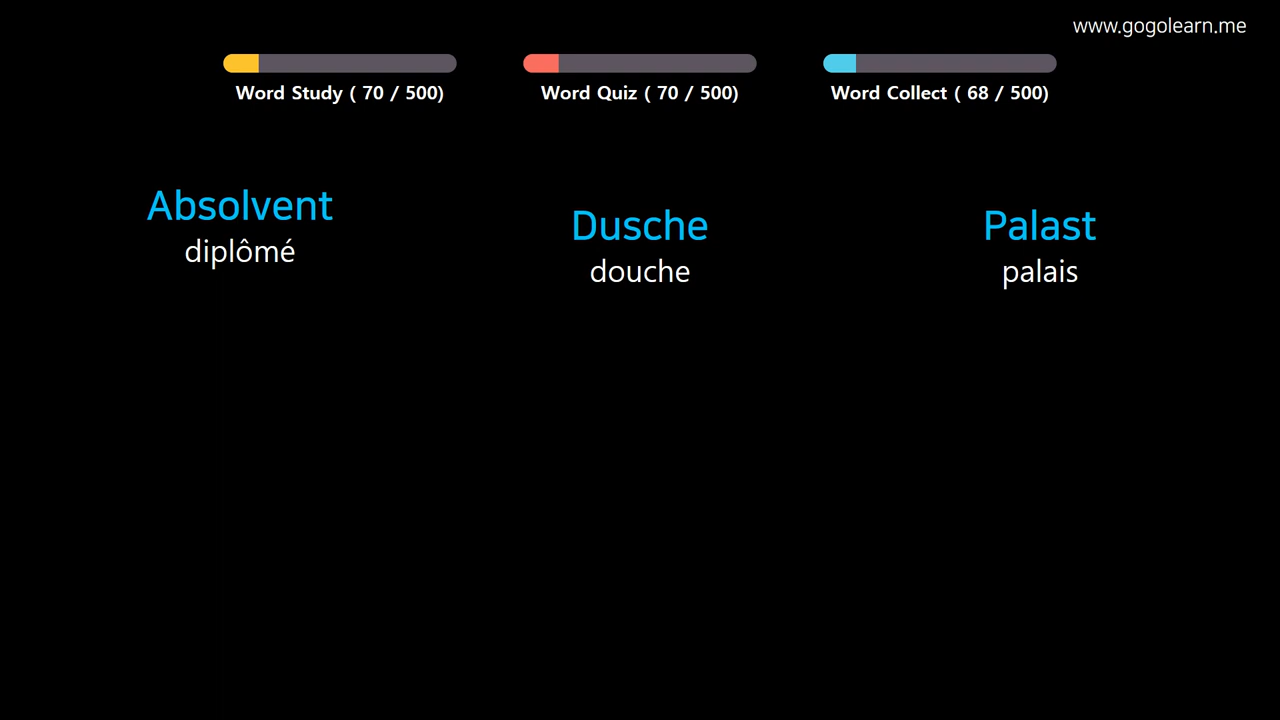 www.gogolearn.me
Word Study ( 70 / 500)
Word Quiz ( 70 / 500)
Word Collect ( 68 / 500)
Absolvent
diplômé
Dusche
douche
Palast
palais